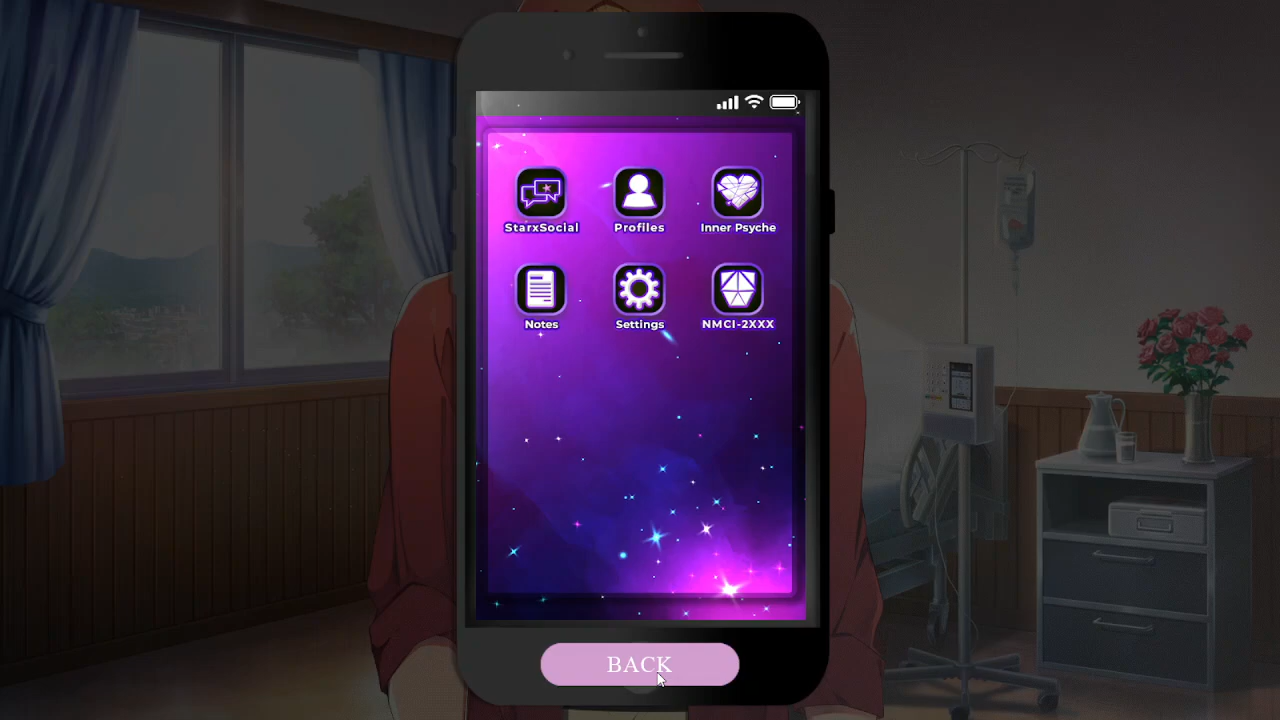 StarxSocial
Profiles
Inner Psyche
Notes
Settings
NMCI-2XXX
BACK